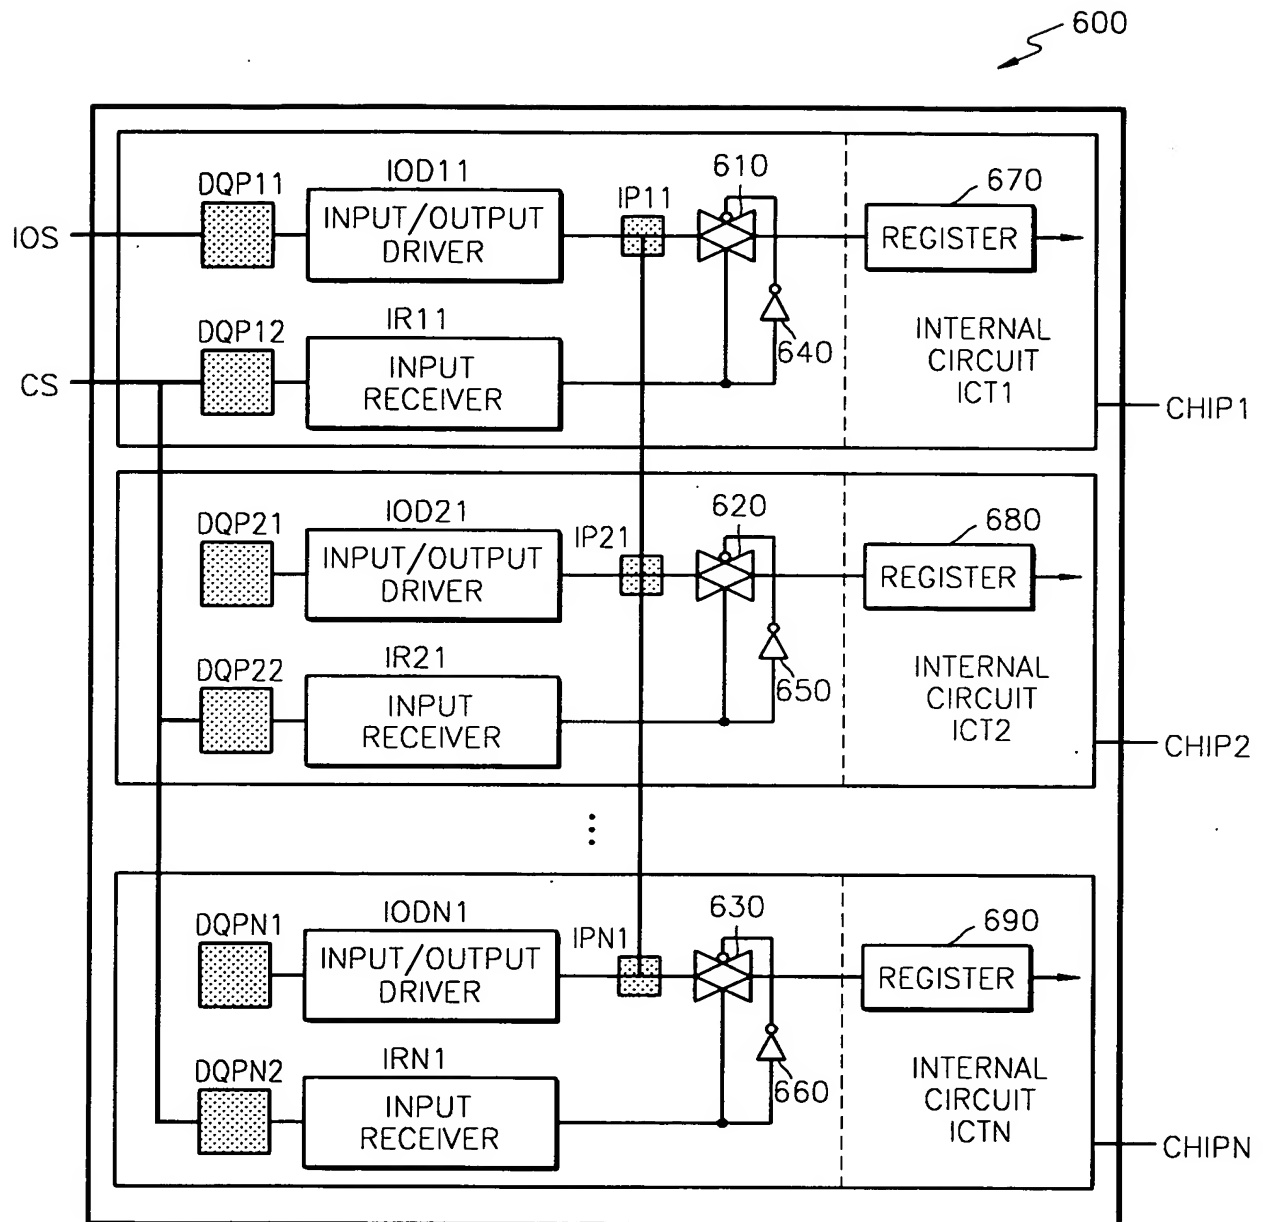 600
IOD11
DQP11
INPUT/OUTPUT
DRIVER
IP11
610
670
REGISTER
IOS
IR11
DQP12
INPUT
RECEIVER
640
INTERNAL
CIRCUIT
ICT1
CS
CHIP1
IOD21
DQP21
INPUT/OUTPUT
DRIVER
IP21
620
680
REGISTER
IR21
DQP22
INPUT
RECEIVER
650
INTERNAL
CIRCUIT
ICT2
CHIP2
IODN1
DQPN1
INPUT/OUTPUT
DRIVER
IPN1
630
690
REGISTER
IRN1
DQPN2
INPUT
RECEIVER
660
INTERNAL
CIRCUIT
ICTN
CHIPN